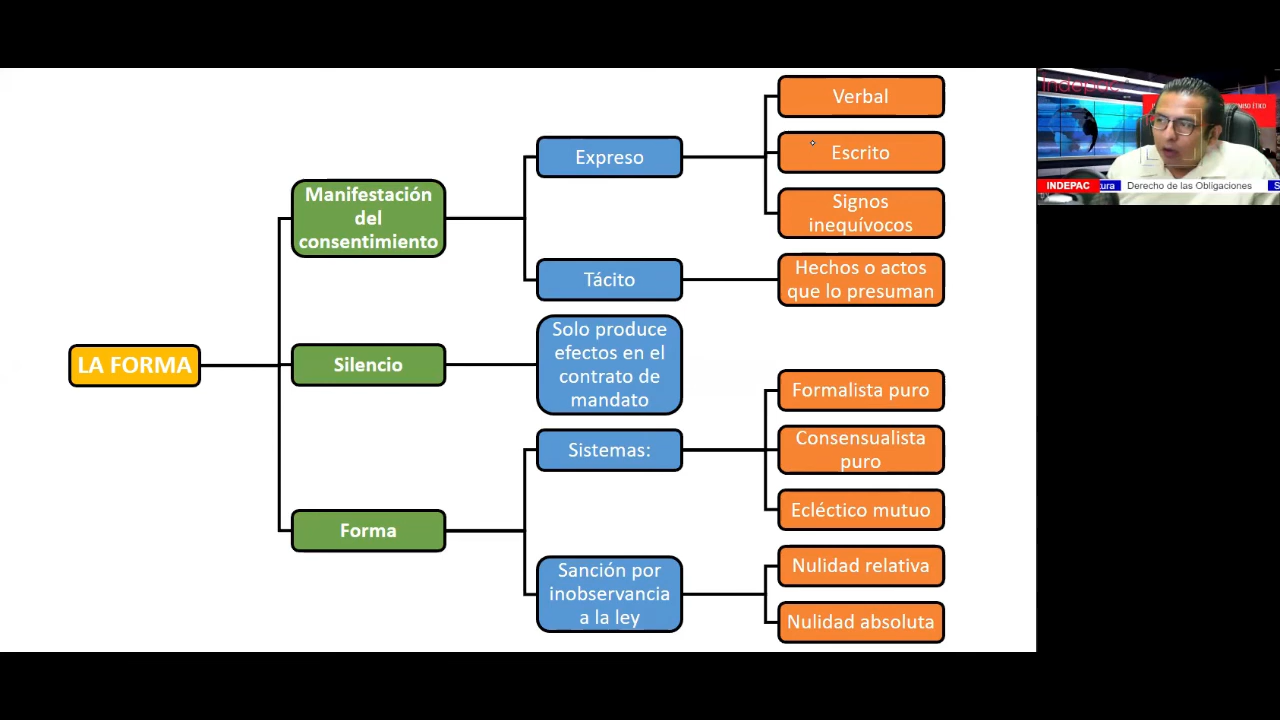 LA FORMA
Manifestación
del
consentimiento
Expreso
Verbal
Escrito
Signos
inequívocos
Tácito
Hechos o actos
que lo presuman
Silencio
Solo produce
efectos en el
contrato de
mandato
Forma
Sistemas:
Formalista puro
Consensualista
puro
Ecléctico mutuo
Sanción por
inobservancia
a la ley
Nulidad relativa
Nulidad absoluta
Indepac
INDEPAC
tura Derecho de las Obligaciones S